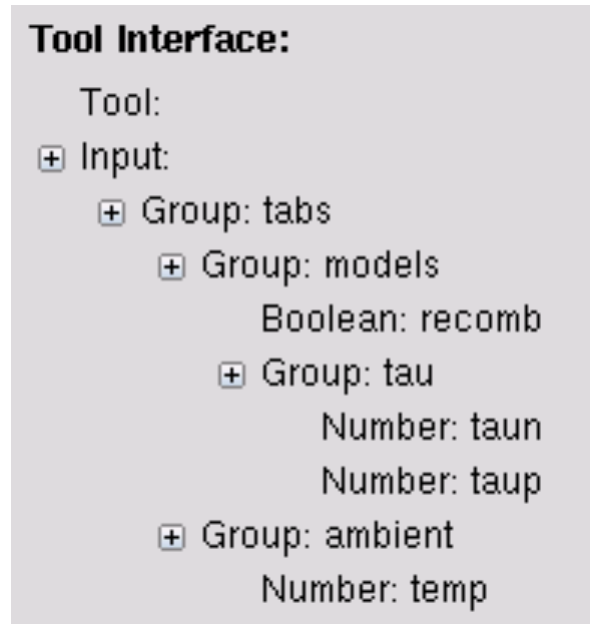 Tool Interface:
Tool:
Input:
Group: tabs
Group: models
Boolean: recomb
Group: tau
Number: taun
Number: taup
Group: ambient
Number: temp